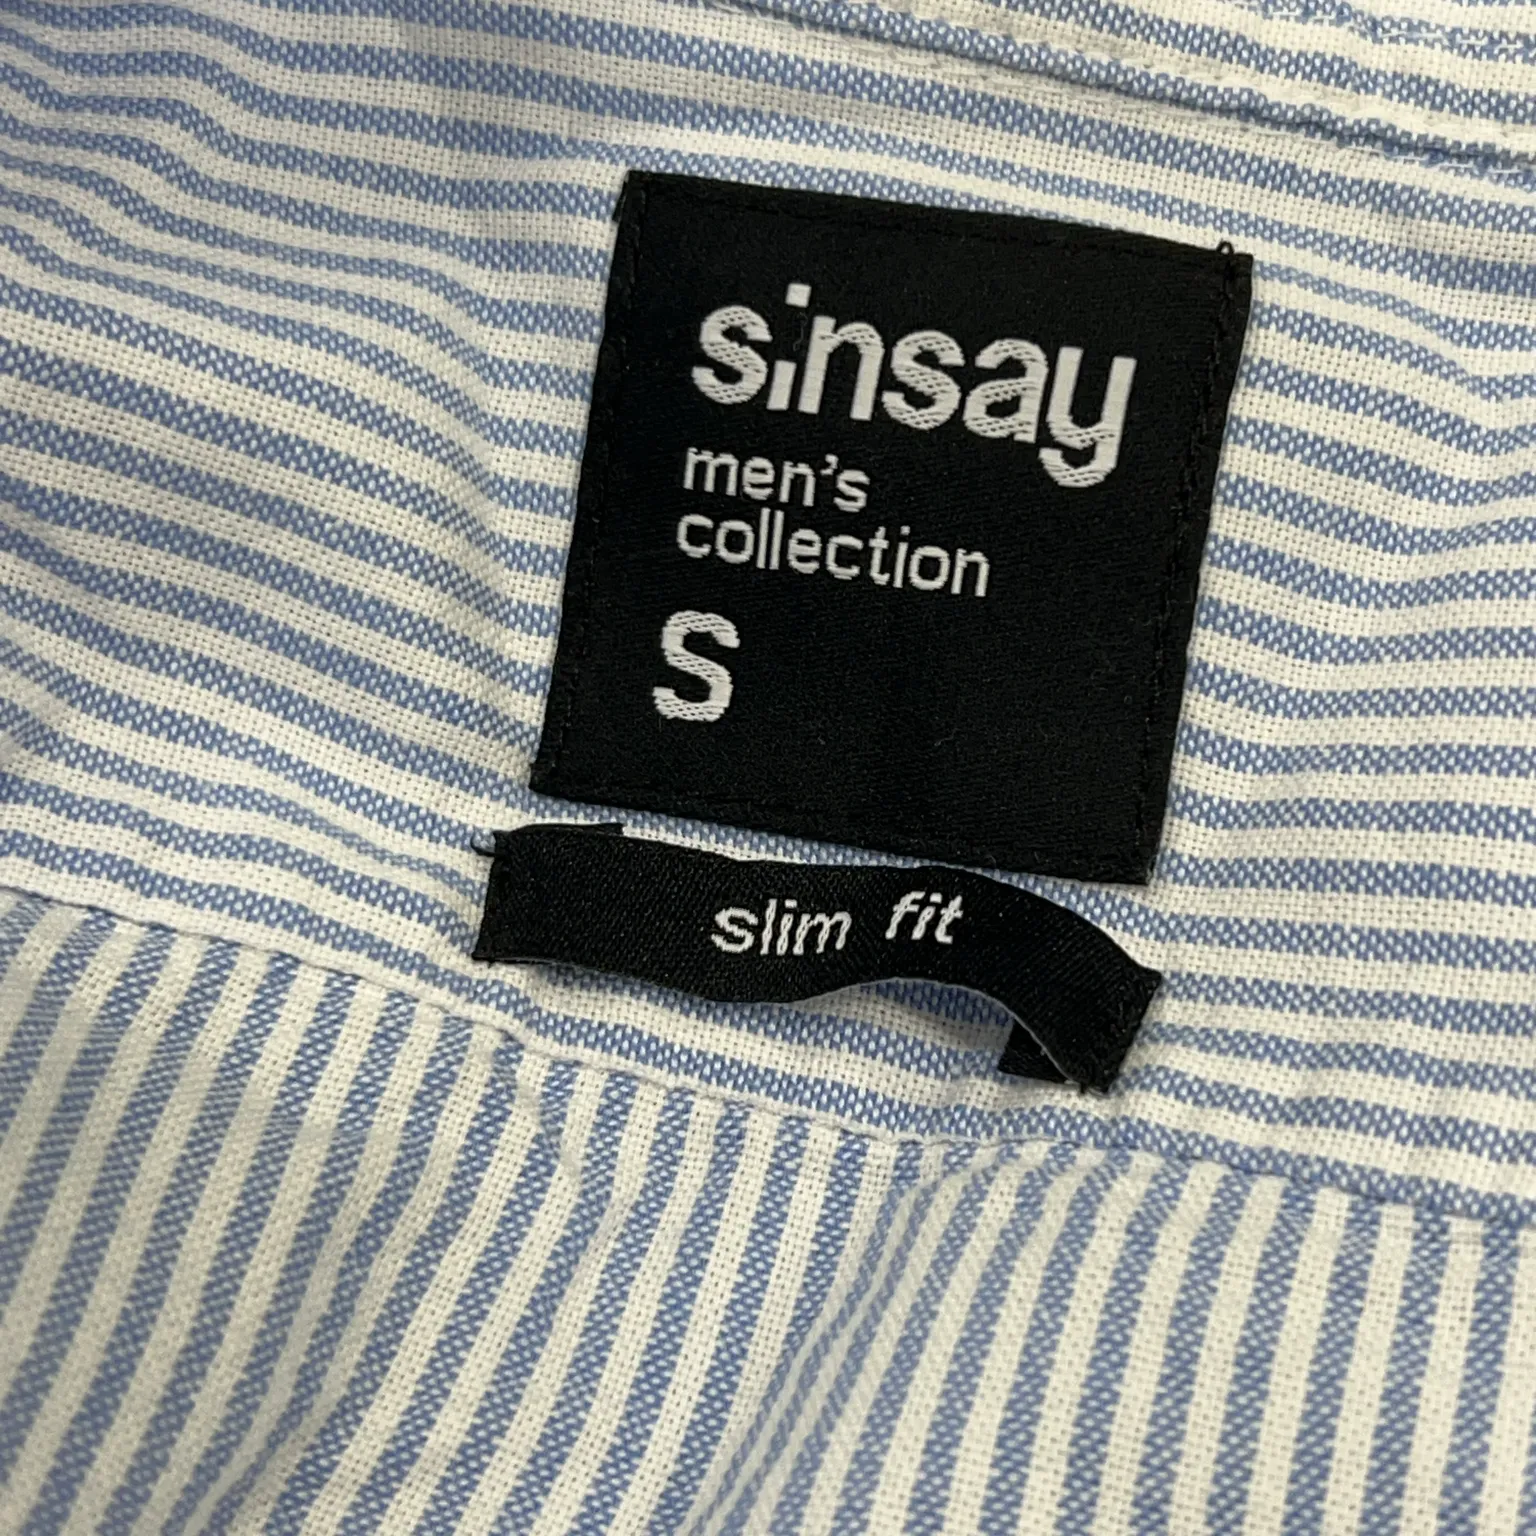 sinsay
men's
collection
S
slim fit